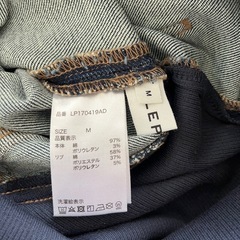 品番 LP170419AD
SIZE M
品質表示
本体 綿 97%
ポリウレタン 3%
リブ 綿 58%
ポリエステル 37%
ポリウレタン 5%
洗濯絵表示
M
LEP